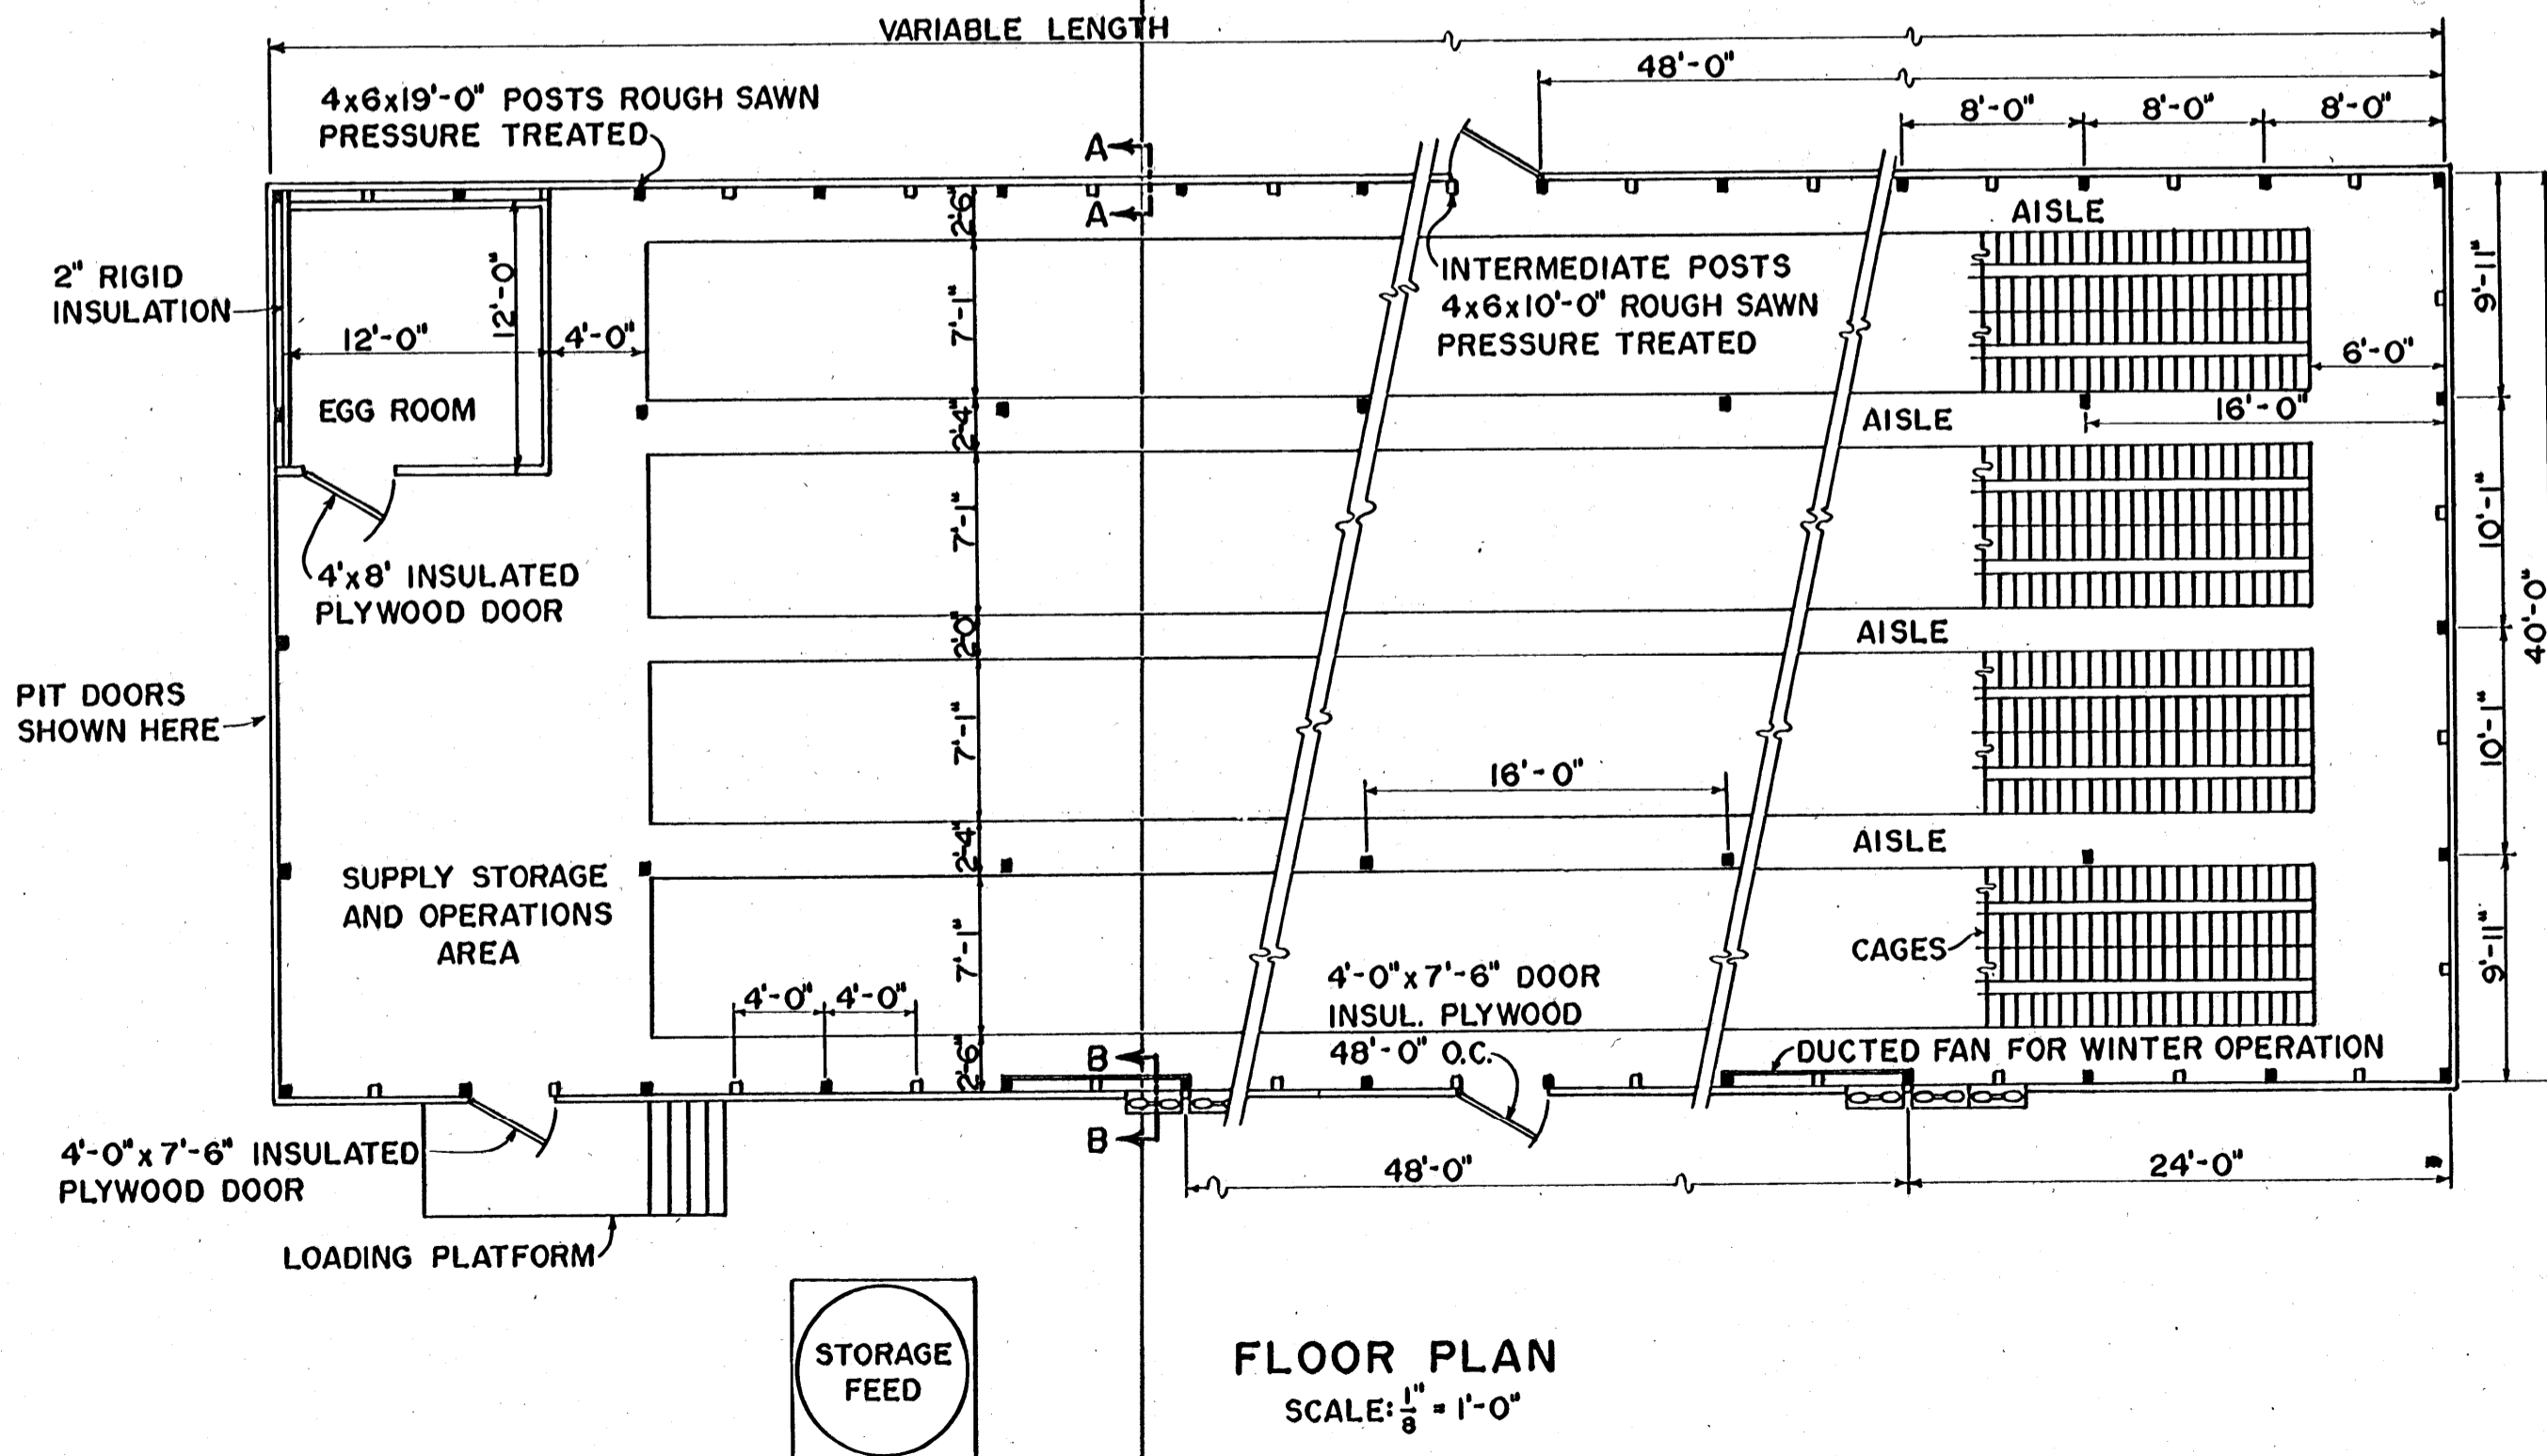 VARIABLE LENGTH
48'-0"
8'-0" 8'-0" 8'-0"
4x6x19'-0" POSTS ROUGH SAWN
PRESSURE TREATED
A
A
2'-6"
AISLE
2" RIGID
INSULATION
12'-0"
12'-0"
4'-0"
EGG ROOM
7'-1"
INTERMEDIATE POSTS
4x6x10'-0" ROUGH SAWN
PRESSURE TREATED
9'-11"
6'-0"
16'-0"
2'-4"
AISLE
4'x8' INSULATED
PLYWOOD DOOR
7'-1"
10'-1"
40'-0"
2'-0"
AISLE
PIT DOORS
SHOWN HERE
7'-1"
16'-0"
10'-1"
2'-4"
AISLE
SUPPLY STORAGE
AND OPERATIONS
AREA
7'-1"
CAGES
9'-11"
4'-0" 4'-0"
4'-0"x7'-6" DOOR
INSUL. PLYWOOD
48'-0" O.C.
2'-6"
B
B
DUCTED FAN FOR WINTER OPERATION
4'-0"x7'-6" INSULATED
PLYWOOD DOOR
48'-0"
24'-0"
LOADING PLATFORM
STORAGE
FEED
FLOOR PLAN
SCALE: 1/8" = 1'-0"